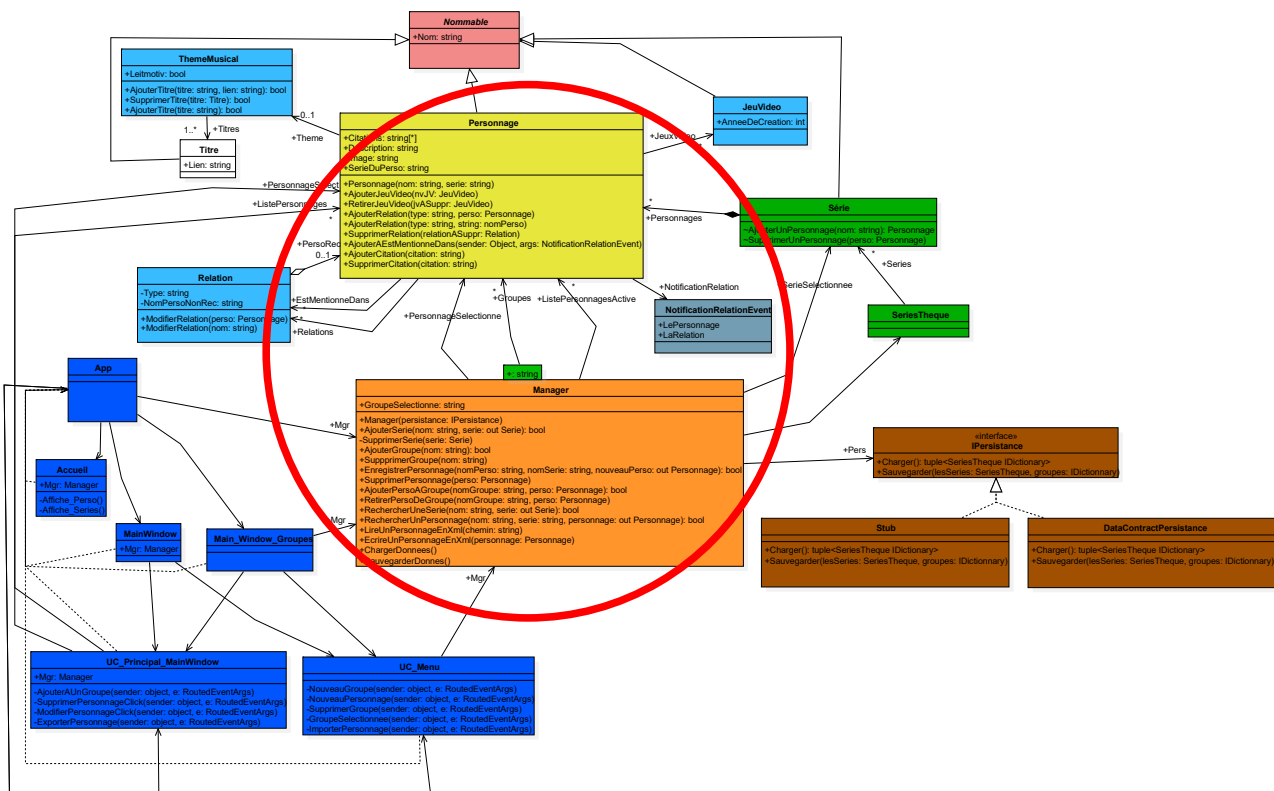 Nommable
+Nom: string
ThemeMusical
+Leitmotiv: bool
+AjouterTitre(titre: string, lien: string): bool
+SupprimerTitre(titre: Titre): bool
+AjouterTitre(titre: string): bool
0..1
+Theme
1..*
+Titres
Titre
+Lien: string
JeuVideo
+AnneeDeCreation: int
+JeuxVideo
*
Personnage
+Citations: string[*]
+Description: string
+Image: string
+SerieDuPerso: string
+Personnage(nom: string, serie: string)
+AjouterJeuVideo(nvJV: JeuVideo)
+RetirerJeuVideo(jvASuppr: JeuVideo)
+AjouterRelation(type: string, perso: Personnage)
+AjouterRelation(type: string, string: nomPerso)
+SupprimerRelation(relationASuppr: Relation)
+AjouterAEstMentionneDans(sender: Object, args: NotificationRelationEvent)
+AjouterCitation(citation: string)
+SupprimerCitation(citation: string)
+PersonnageSelect
+ListePersonnages
*
+PersoRec
0..1
*
+Personnages
Série
~AjouterUnPersonnage(nom: string): Personnage
~SupprimerUnPersonnage(perso: Personnage)
*
+Series
SeriesTheque
Relation
-Type: string
-NomPersoNonRec: string
+ModifierRelation(perso: Personnage)
+ModifierRelation(nom: string)
+EstMentionneDans
*
*
+Relations
+NotificationRelation
NotificationRelationEvent
+LePersonnage
+LaRelation
+PersonnageSelectionne
*
+Groupes
*
+ListePersonnagesActive
+SerieSelectionnee
+: string
Manager
+GroupeSelectionne: string
+Manager(persistance: IPersistance)
+AjouterSerie(nom: string, serie: out Serie): bool
-SupprimerSerie(serie: Serie)
+AjouterGroupe(nom: string): bool
+SuppprimerGroupe(nom: string)
+EnregistrerPersonnage(nomPerso: string, nomSerie: string, nouveauPerso: out Personnage): bool
+SupprimerPersonnage(perso: Personnage)
+AjouterPersoAGroupe(nomGroupe: string, perso: Personnage): bool
+RetirerPersoDeGroupe(nomGroupe: string, perso: Personnage)
+RechercherUneSerie(nom: string, serie: out Serie): bool
+RechercherUnPersonnage(nom: string, serie: string, personnage: out Personnage): bool
+LireUnPersonnageEnXml(chemin: string)
+EcrireUnPersonnageEnXml(personnage: Personnage)
+ChargerDonnees()
+SauvegarderDonnes()
App
+Mgr
Accueil
+Mgr: Manager
-Affiche_Perso()
-Affiche_Series()
MainWindow
+Mgr: Manager
Main_Window_Groupes
+Mgr
+Mgr
+Pers
«interface»
IPersistance
+Charger(): tuple<SeriesTheque IDictionary>
+Sauvegarder(lesSeries: SeriesTheque, groupes: IDictionnary)
Stub
+Charger(): tuple<SeriesTheque IDictionary>
+Sauvegarder(lesSeries: SeriesTheque, groupes: IDictionnary)
DataContractPersistance
+Charger(): tuple<SeriesTheque IDictionary>
+Sauvegarder(lesSeries: SeriesTheque, groupes: IDictionnary)
UC_Principal_MainWindow
+Mgr: Manager
-AjouterAUnGroupe(sender: object, e: RoutedEventArgs)
-SupprimerPersonnageClick(sender: object, e: RoutedEventArgs)
-ModifierPersonnageClick(sender: object, e: RoutedEventArgs)
-ExporterPersonnage(sender: object, e: RoutedEventArgs)
UC_Menu
-NouveauGroupe(sender: object, e: RoutedEventArgs)
-NouveauPersonnage(sender: object, e: RoutedEventArgs)
-SupprimerGroupe(sender: object, e: RoutedEventArgs)
-GroupeSelectionnee(sender: object, e: RoutedEventArgs)
-ImporterPersonnage(sender: object, e: RoutedEventArgs)